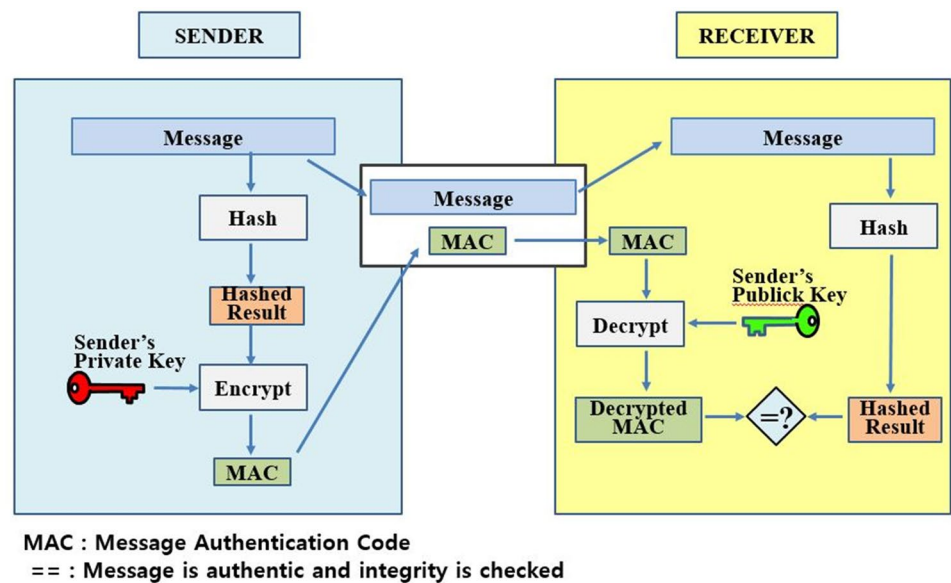 SENDER
RECEIVER
Message
Message
Message
Hash
Hash
MAC
MAC
Hashed
Result
Sender's
Publick Key
Decrypt
Sender's
Private Key
Encrypt
Decrypted
MAC
=?
Hashed
Result
MAC
MAC : Message Authentication Code
== : Message is authentic and integrity is checked